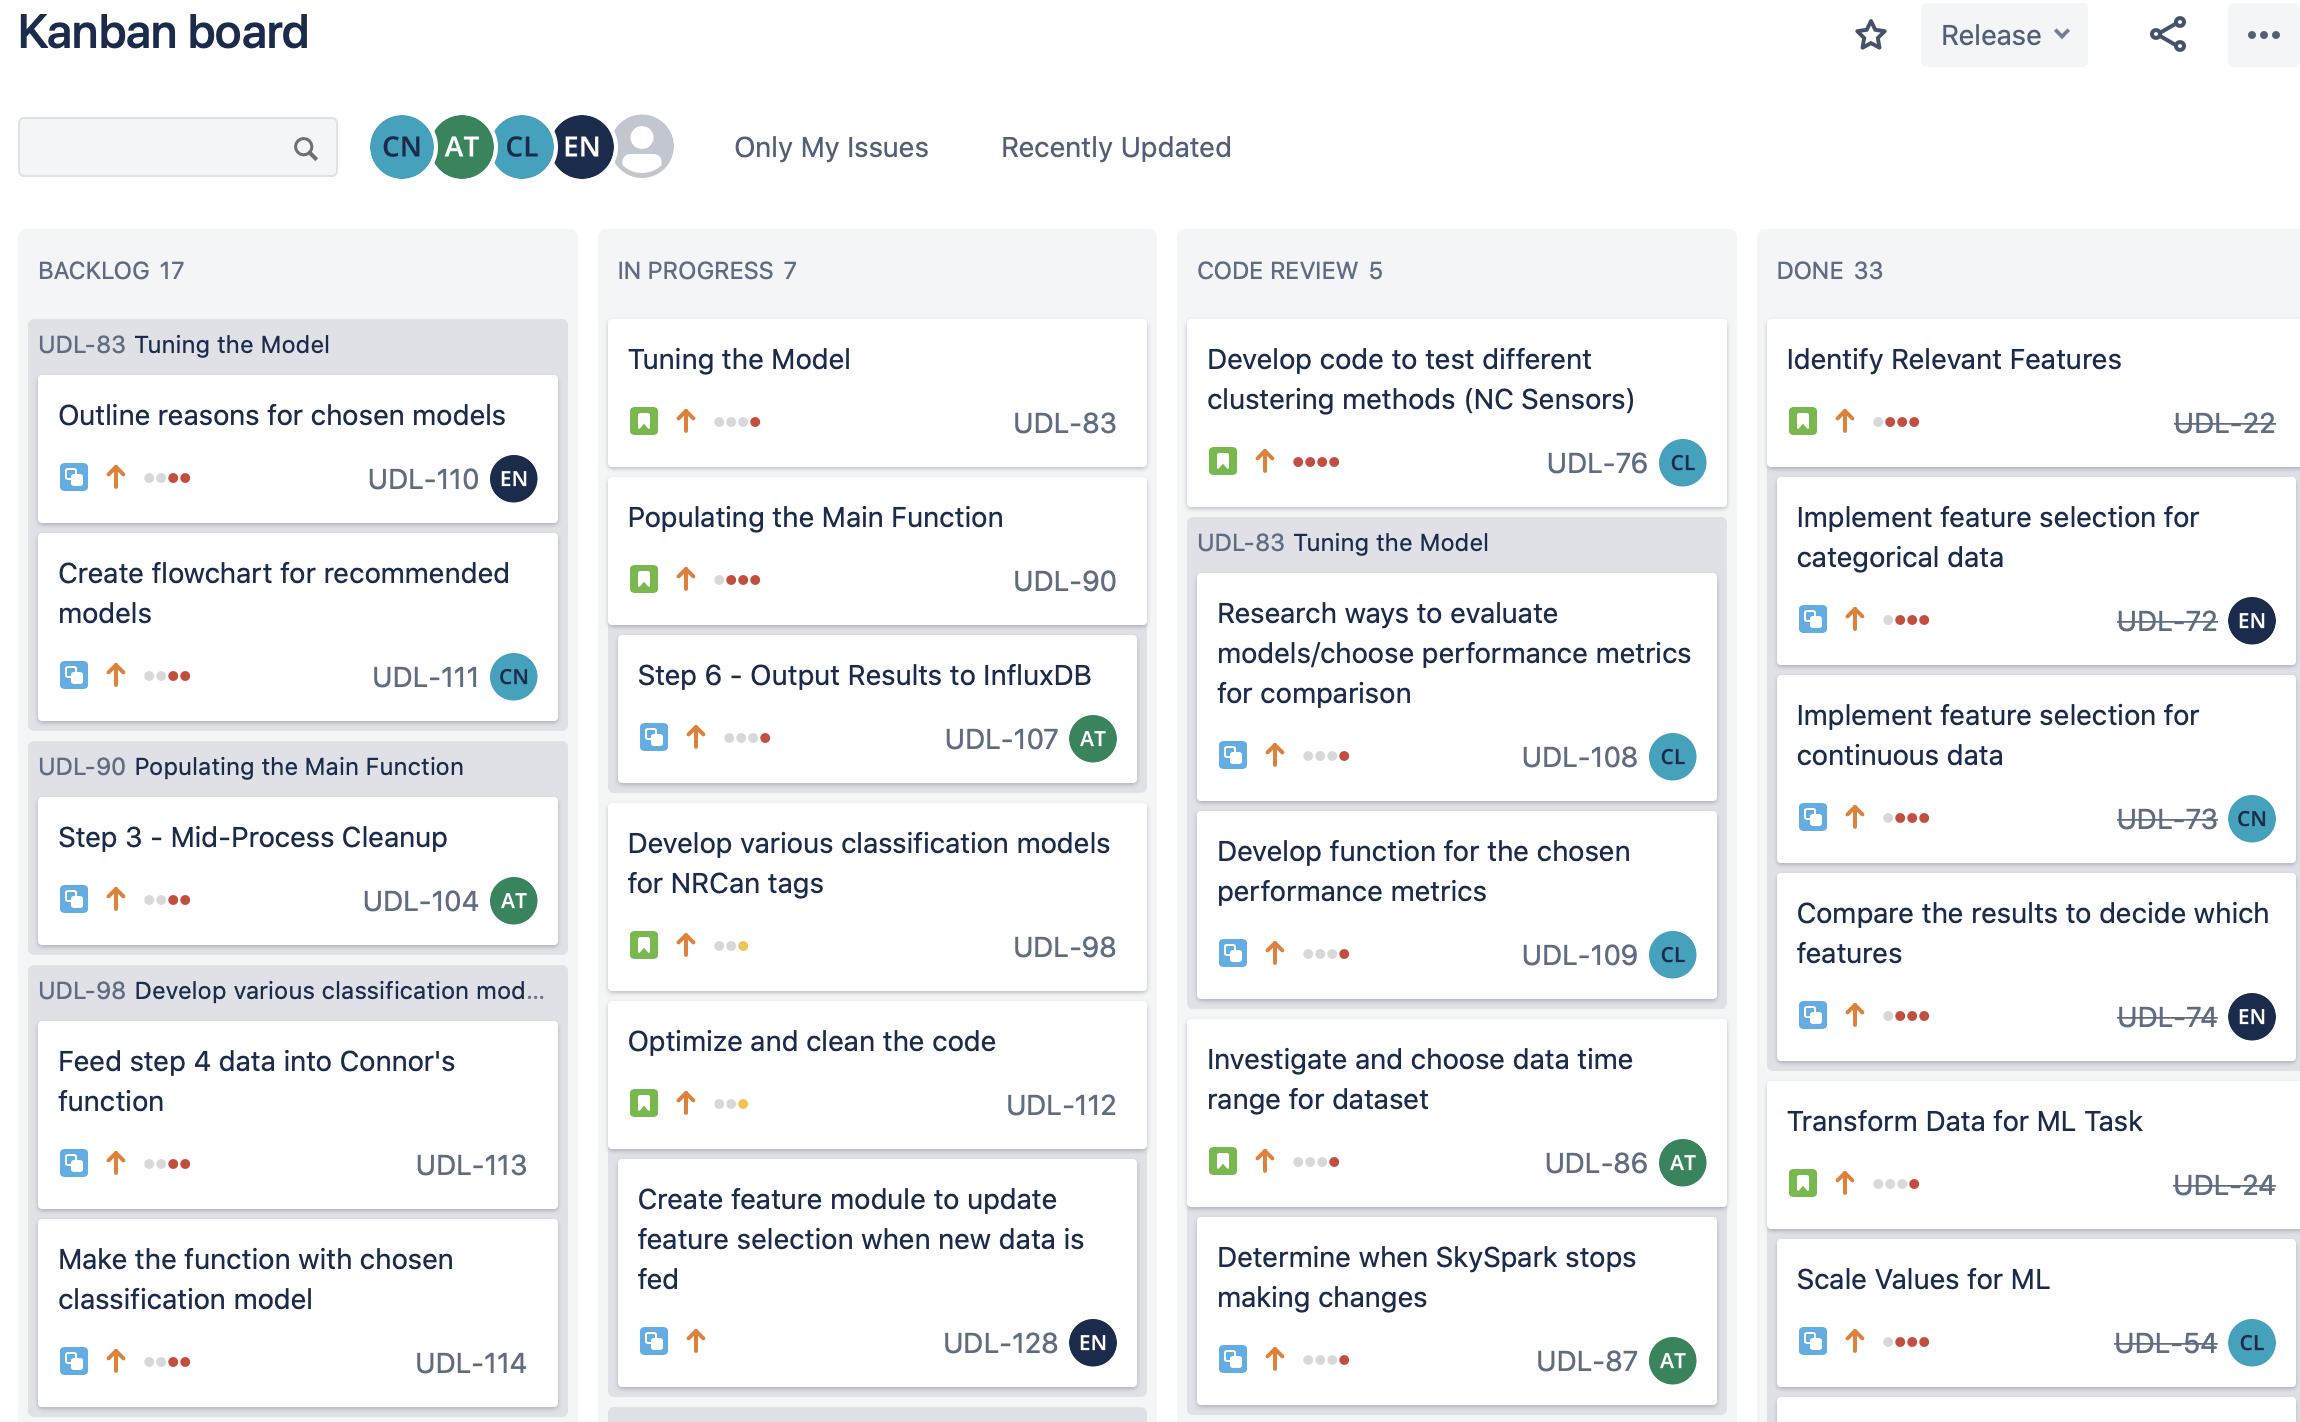 Kanban board
Release
CN AT CL EN
Only My Issues
Recently Updated
BACKLOG 17
UDL-83 Tuning the Model
Outline reasons for chosen models
UDL-110 EN
Create flowchart for recommended
models
UDL-111 CN
UDL-90 Populating the Main Function
Step 3 - Mid-Process Cleanup
UDL-104 AT
UDL-98 Develop various classification mod...
Feed step 4 data into Connor's
function
UDL-113
Make the function with chosen
classification model
UDL-114
IN PROGRESS 7
Tuning the Model
UDL-83
Populating the Main Function
UDL-90
Step 6 - Output Results to InfluxDB
UDL-107 AT
Develop various classification models
for NRCan tags
UDL-98
Optimize and clean the code
UDL-112
Create feature module to update
feature selection when new data is
fed
UDL-128 EN
CODE REVIEW 5
Develop code to test different
clustering methods (NC Sensors)
UDL-76 CL
UDL-83 Tuning the Model
Research ways to evaluate
models/choose performance metrics
for comparison
UDL-108 CL
Develop function for the chosen
performance metrics
UDL-109 CL
Investigate and choose data time
range for dataset
UDL-86 AT
Determine when SkySpark stops
making changes
UDL-87 AT
DONE 33
Identify Relevant Features
UDL-22
Implement feature selection for
categorical data
UDL-72 EN
Implement feature selection for
continuous data
UDL-73 CN
Compare the results to decide which
features
UDL-74 EN
Transform Data for ML Task
UDL-24
Scale Values for ML
UDL-54 CL